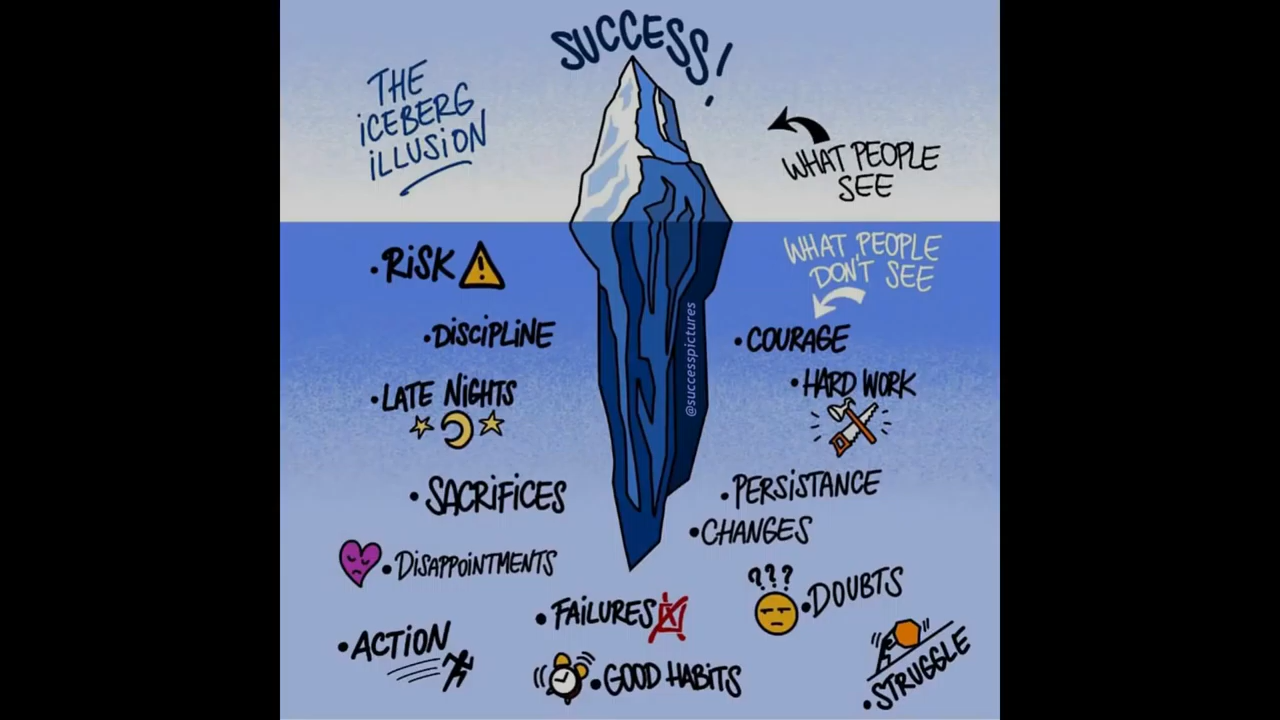 SUCCESS!
THE
ICEBERG
ILLUSION
WHAT PEOPLE
SEE
WHAT PEOPLE
DON'T SEE
• RISK
• DISCIPLINE
• LATE NIGHTS
• SACRIFICES
• DISAPPOINTMENTS
• ACTION
@successpictures
• COURAGE
• HARD WORK
• PERSISTANCE
• CHANGES
???
• DOUBTS
• FAILURES
• GOOD HABITS
• STRUGGLE